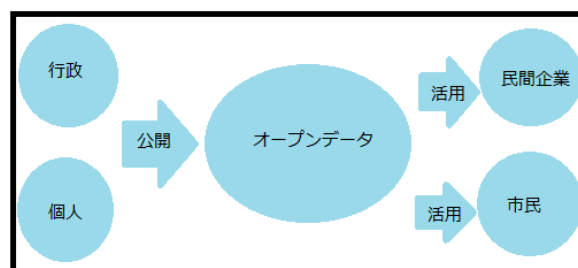 行政
個人
公開
オープンデータ
活用
民間企業
活用
市民